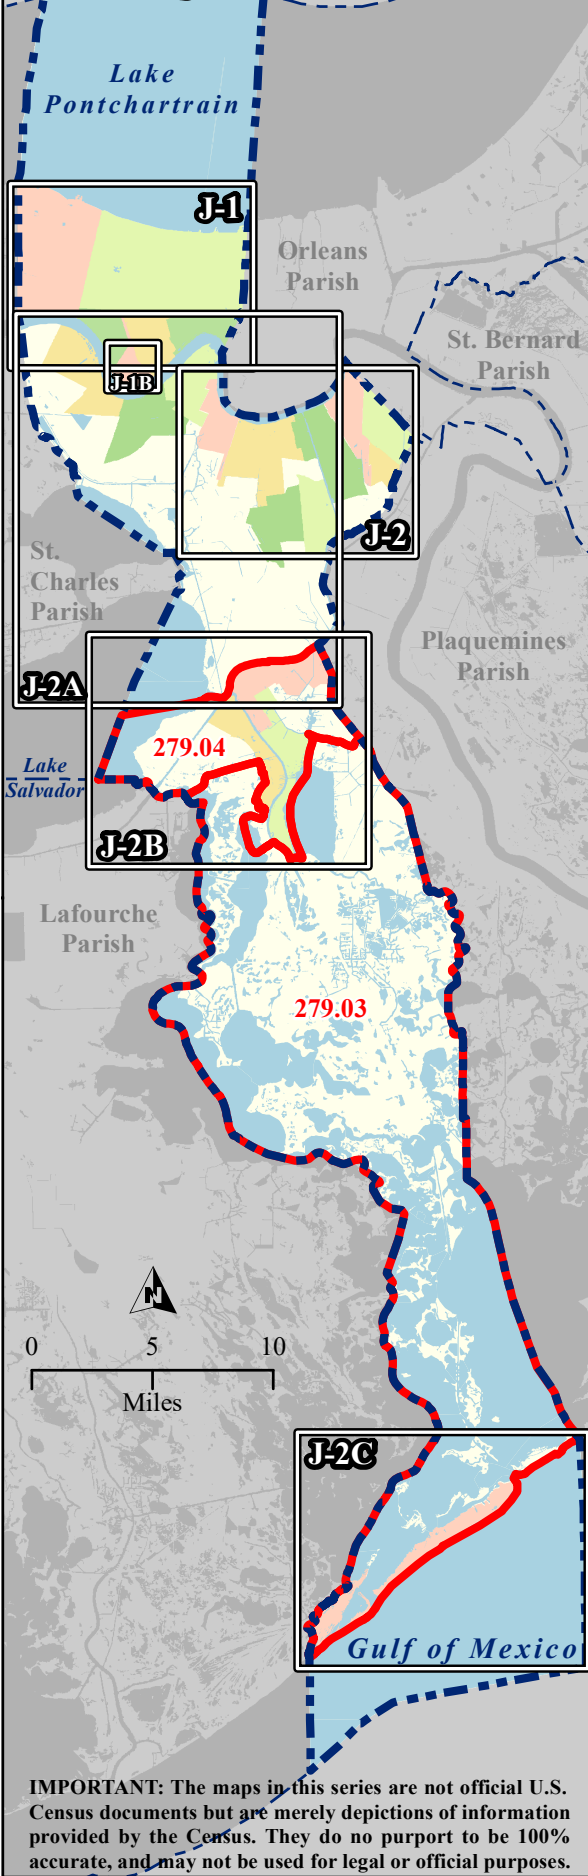 Lake
Pontchartrain
J-1
Orleans
Parish
St. Bernard
Parish
J-1B
J-2
St.
Charles
Parish
Plaquemines
Parish
J-2A
279.04
Lake
Salvador
J-2B
Lafourche
Parish
279.03
N
0 5 10
Miles
J-2C
Gulf of Mexico
IMPORTANT: The maps in this series are not official U.S.
Census documents but are merely depictions of information
provided by the Census. They do no purport to be 100%
accurate, and may not be used for legal or official purposes.